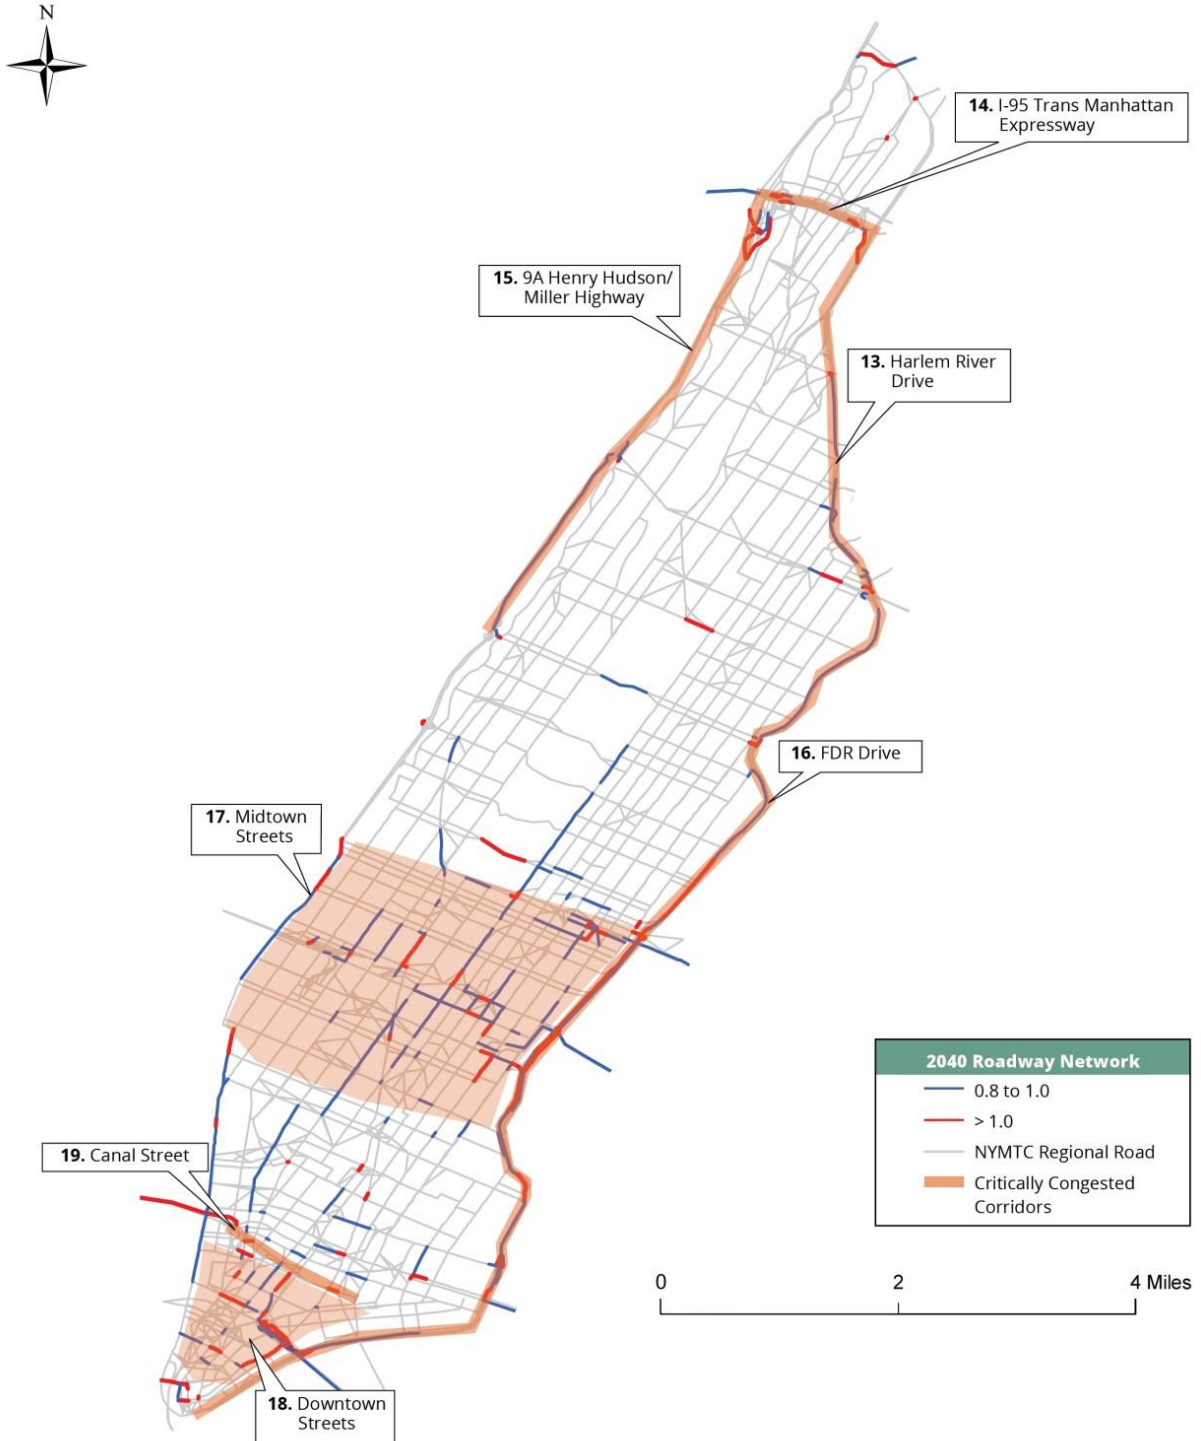 N
14. I-95 Trans Manhattan
Expressway
15. 9A Henry Hudson/
Miller Highway
13. Harlem River
Drive
16. FDR Drive
17. Midtown
Streets
19. Canal Street
18. Downtown
Streets
2040 Roadway Network
0.8 to 1.0
> 1.0
NYMTC Regional Road
Critically Congested
Corridors
0 2 4 Miles